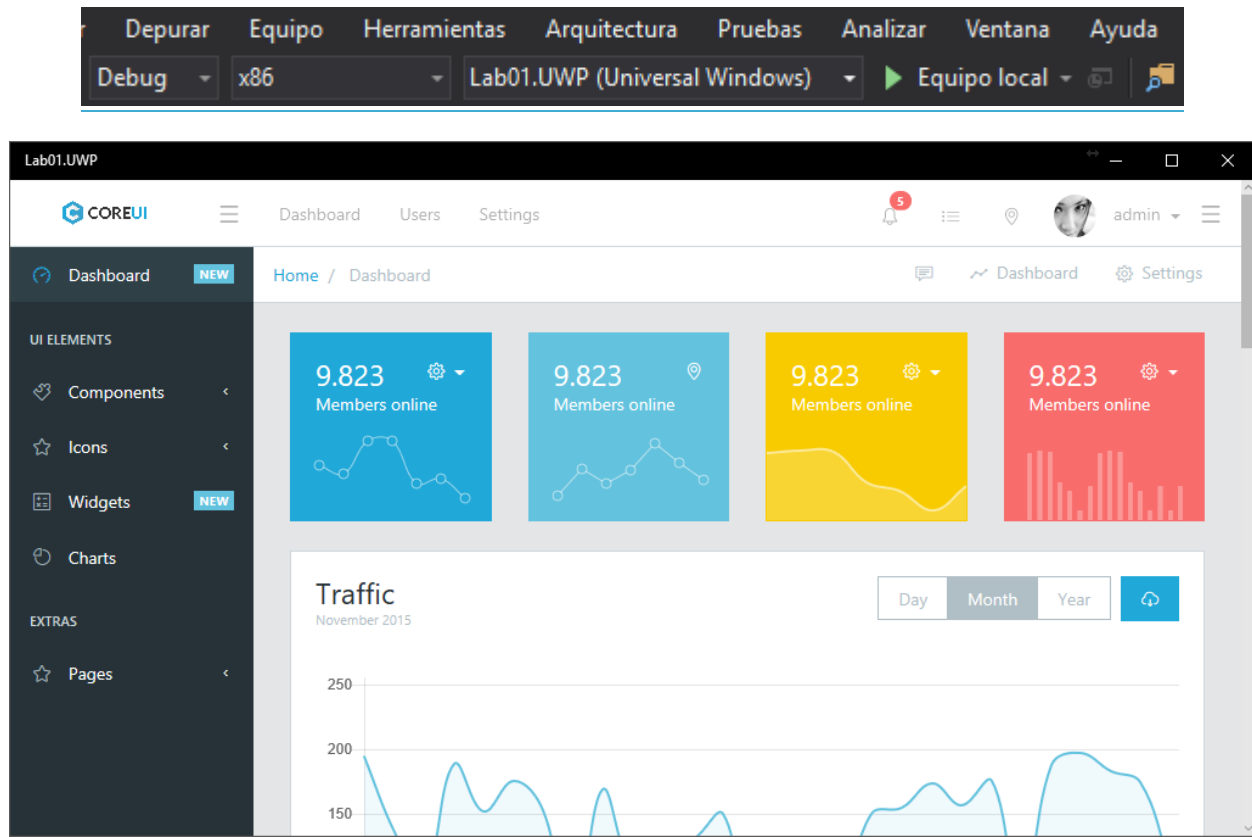 Depurar Equipo Herramientas Arquitectura Pruebas Analizar Ventana Ayuda
Debug x86 Lab01.UWP (Universal Windows) Equipo local
Lab01.UWP
COREUI Dashboard Users Settings 5 admin
Dashboard NEW Home / Dashboard Dashboard Settings
UI ELEMENTS
Components
Icons
Widgets NEW
Charts
EXTRAS
Pages
9.823 9.823 9.823 9.823
Members online Members online Members online Members online
Traffic Day Month Year
November 2015
250
200
150